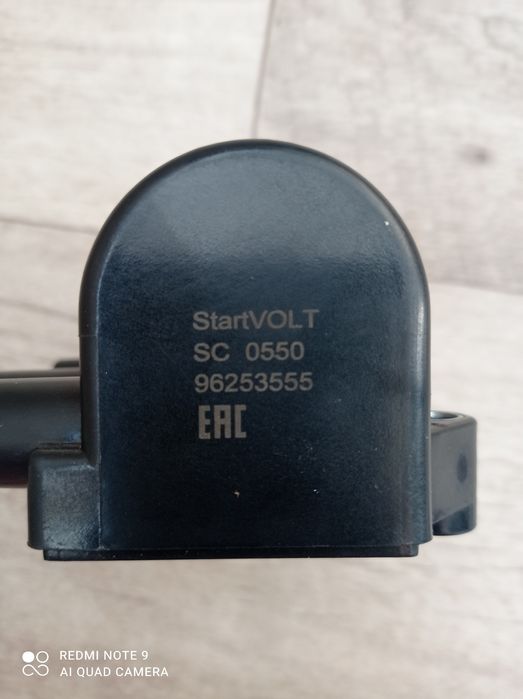 StartVOLT
SC 0550
96253555
EAC
REDMI NOTE 9
AI QUAD CAMERA